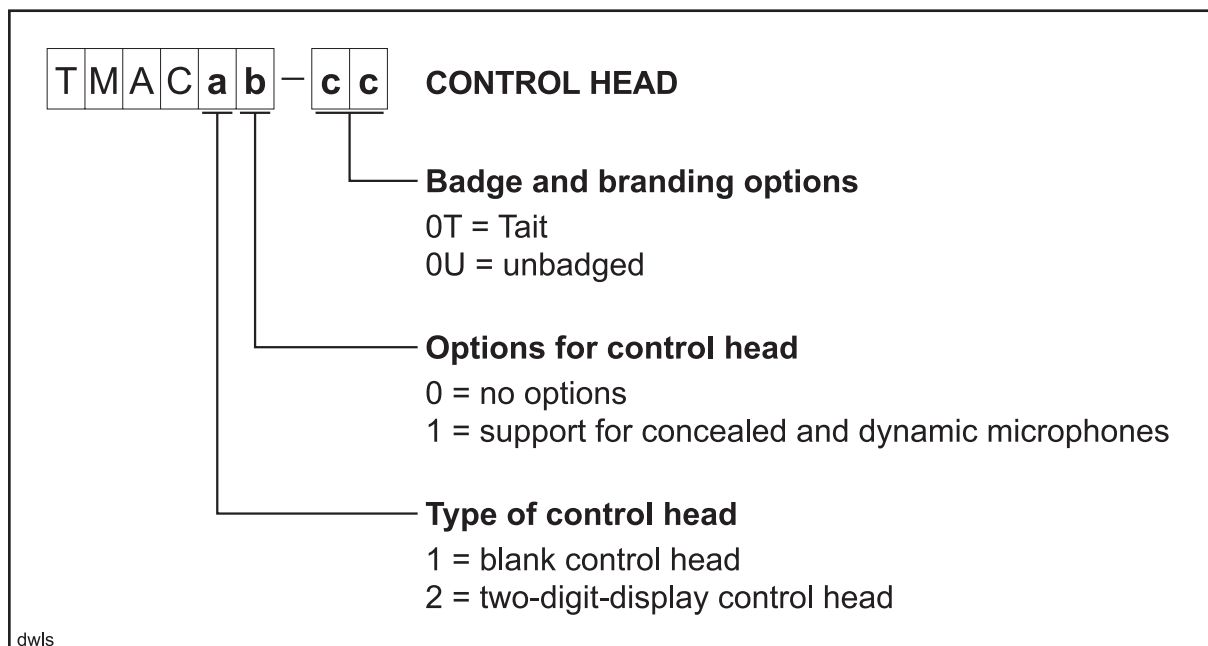 TMACab–cc CONTROL HEAD
Badge and branding options
0T = Tait
0U = unbadged
Options for control head
0 = no options
1 = support for concealed and dynamic microphones
Type of control head
1 = blank control head
2 = two-digit-display control head
dwls